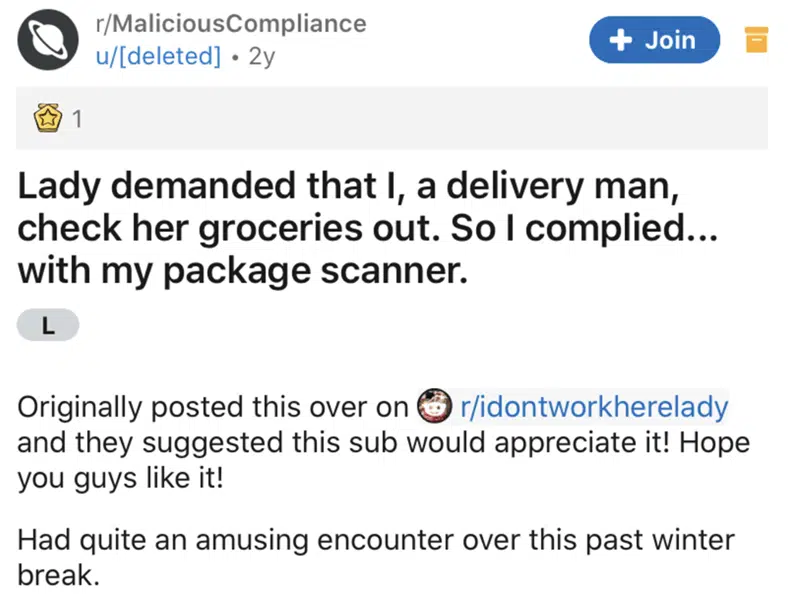 r/MaliciousCompliance
u/[deleted] • 2y
Join
1
Lady demanded that I, a delivery man,
check her groceries out. So I complied...
with my package scanner.
L
Originally posted this over on r/idontworkherelady
and they suggested this sub would appreciate it! Hope
you guys like it!
Had quite an amusing encounter over this past winter
break.